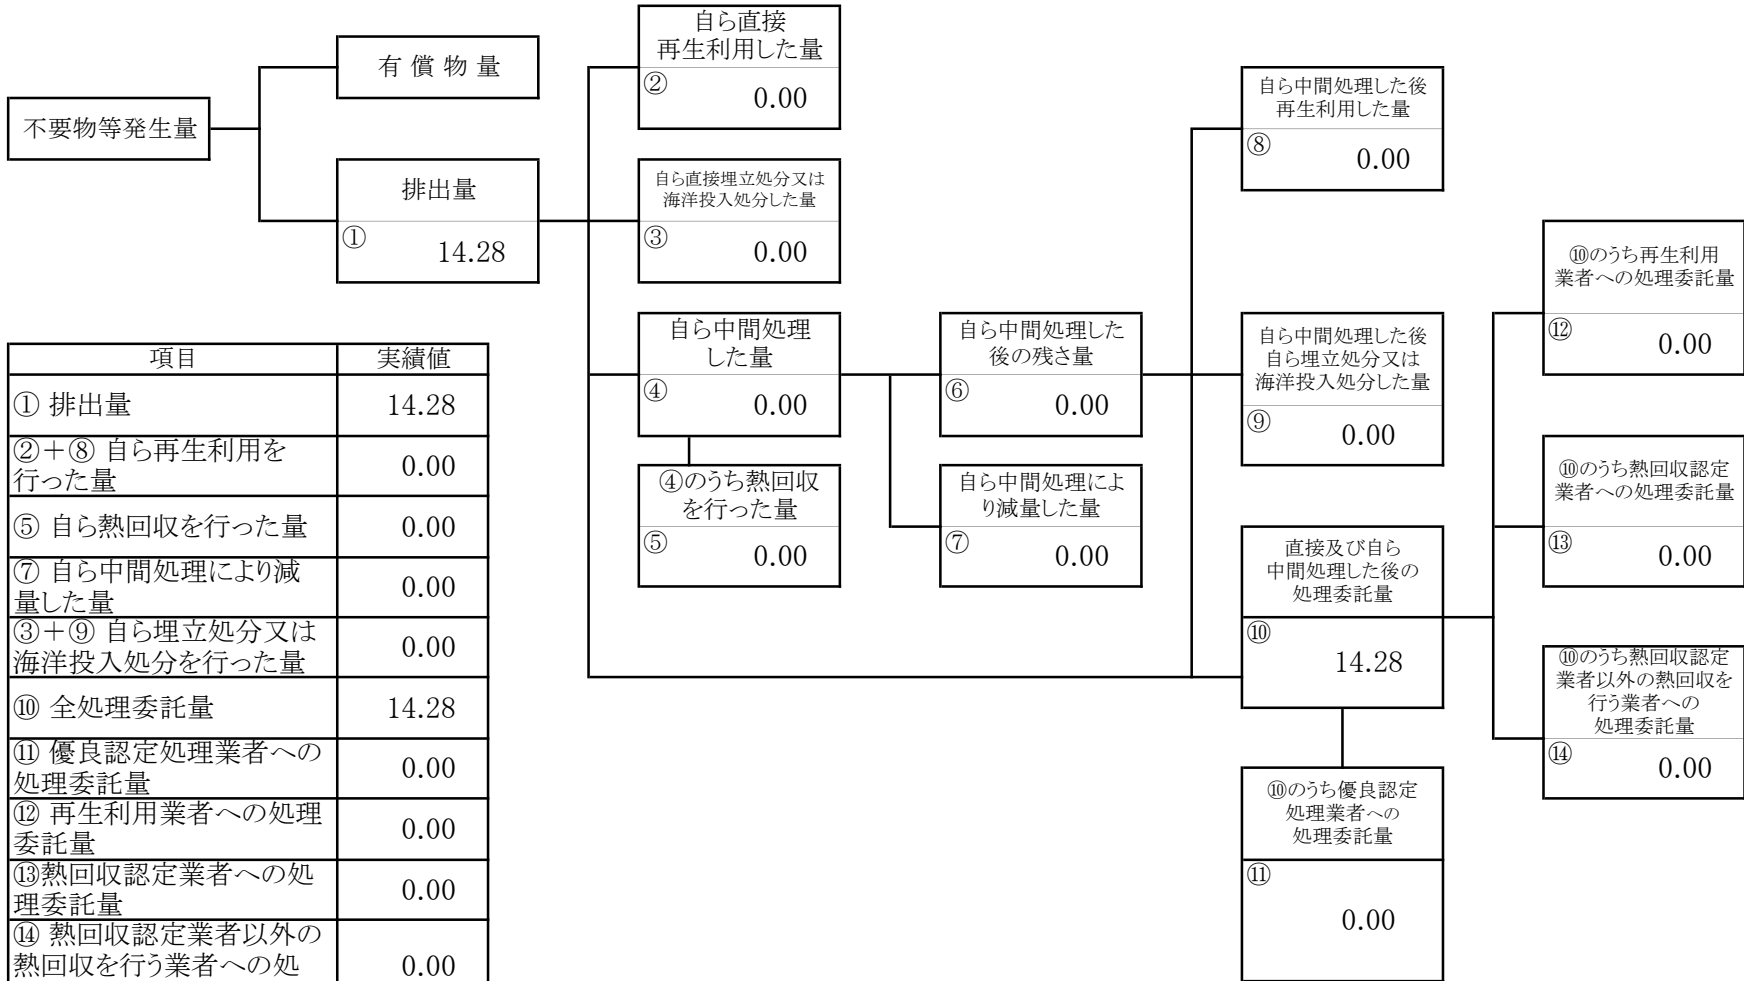 不要物等発生量
有 償 物 量
排出量
①
14.28
自ら直接
再生利用した量
②
0.00
自ら直接埋立処分又は
海洋投入処分した量
③
0.00
自ら中間処理
した量
④
0.00
④のうち熱回収
を行った量
⑤
0.00
自ら中間処理した
後の残さ量
⑥
0.00
自ら中間処理によ
り減量した量
⑦
0.00
自ら中間処理した後
再生利用した量
⑧
0.00
自ら中間処理した後
自ら埋立処分又は
海洋投入処分した量
⑨
0.00
直接及び自ら
中間処理した後の
処理委託量
⑩
14.28
⑩のうち優良認定
処理業者への
処理委託量
⑪
0.00
⑩のうち再生利用
業者への処理委託量
⑫
0.00
⑩のうち熱回収認定
業者への処理委託量
⑬
0.00
⑩のうち熱回収認定
業者以外の熱回収を
行う業者への
処理委託量
⑭
0.00
項目 実績値
① 排出量 14.28
②＋⑧ 自ら再生利用を
行った量 0.00
⑤ 自ら熱回収を行った量 0.00
⑦ 自ら中間処理により減
量した量 0.00
③＋⑨ 自ら埋立処分又は
海洋投入処分を行った量 0.00
⑩ 全処理委託量 14.28
⑪ 優良認定処理業者への
処理委託量 0.00
⑫ 再生利用業者への処理
委託量 0.00
⑬熱回収認定業者への処
理委託量 0.00
⑭ 熱回収認定業者以外の
熱回収を行う業者への処 0.00